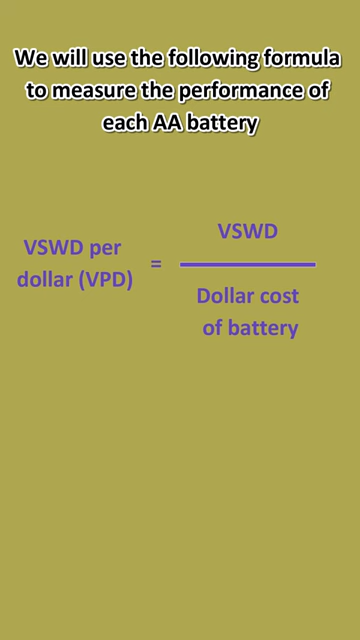 We will use the following formula
to measure the performance of
each AA battery
VSWD per
dollar (VPD)
=
VSWD
Dollar cost
of battery